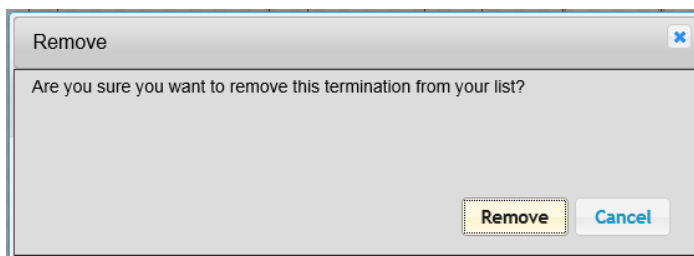 Remove
Are you sure you want to remove this termination from your list?
Remove Cancel